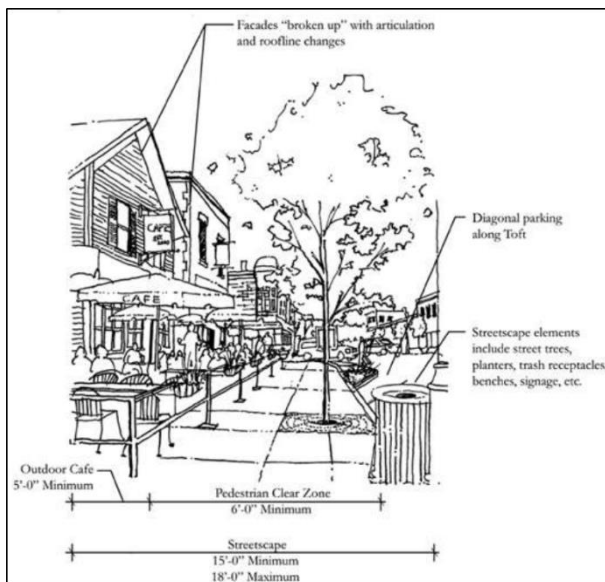 Facades “broken up” with articulation
and roofline changes
Diagonal parking
along Toft
CAFE
CAFE
Streetscape elements
include street trees,
planters, trash receptacles
benches, signage, etc.
Outdoor Cafe
5'-0” Minimum
Pedestrian Clear Zone
6'-0” Minimum
Streetscape
15'-0” Minimum
18'-0” Maximum